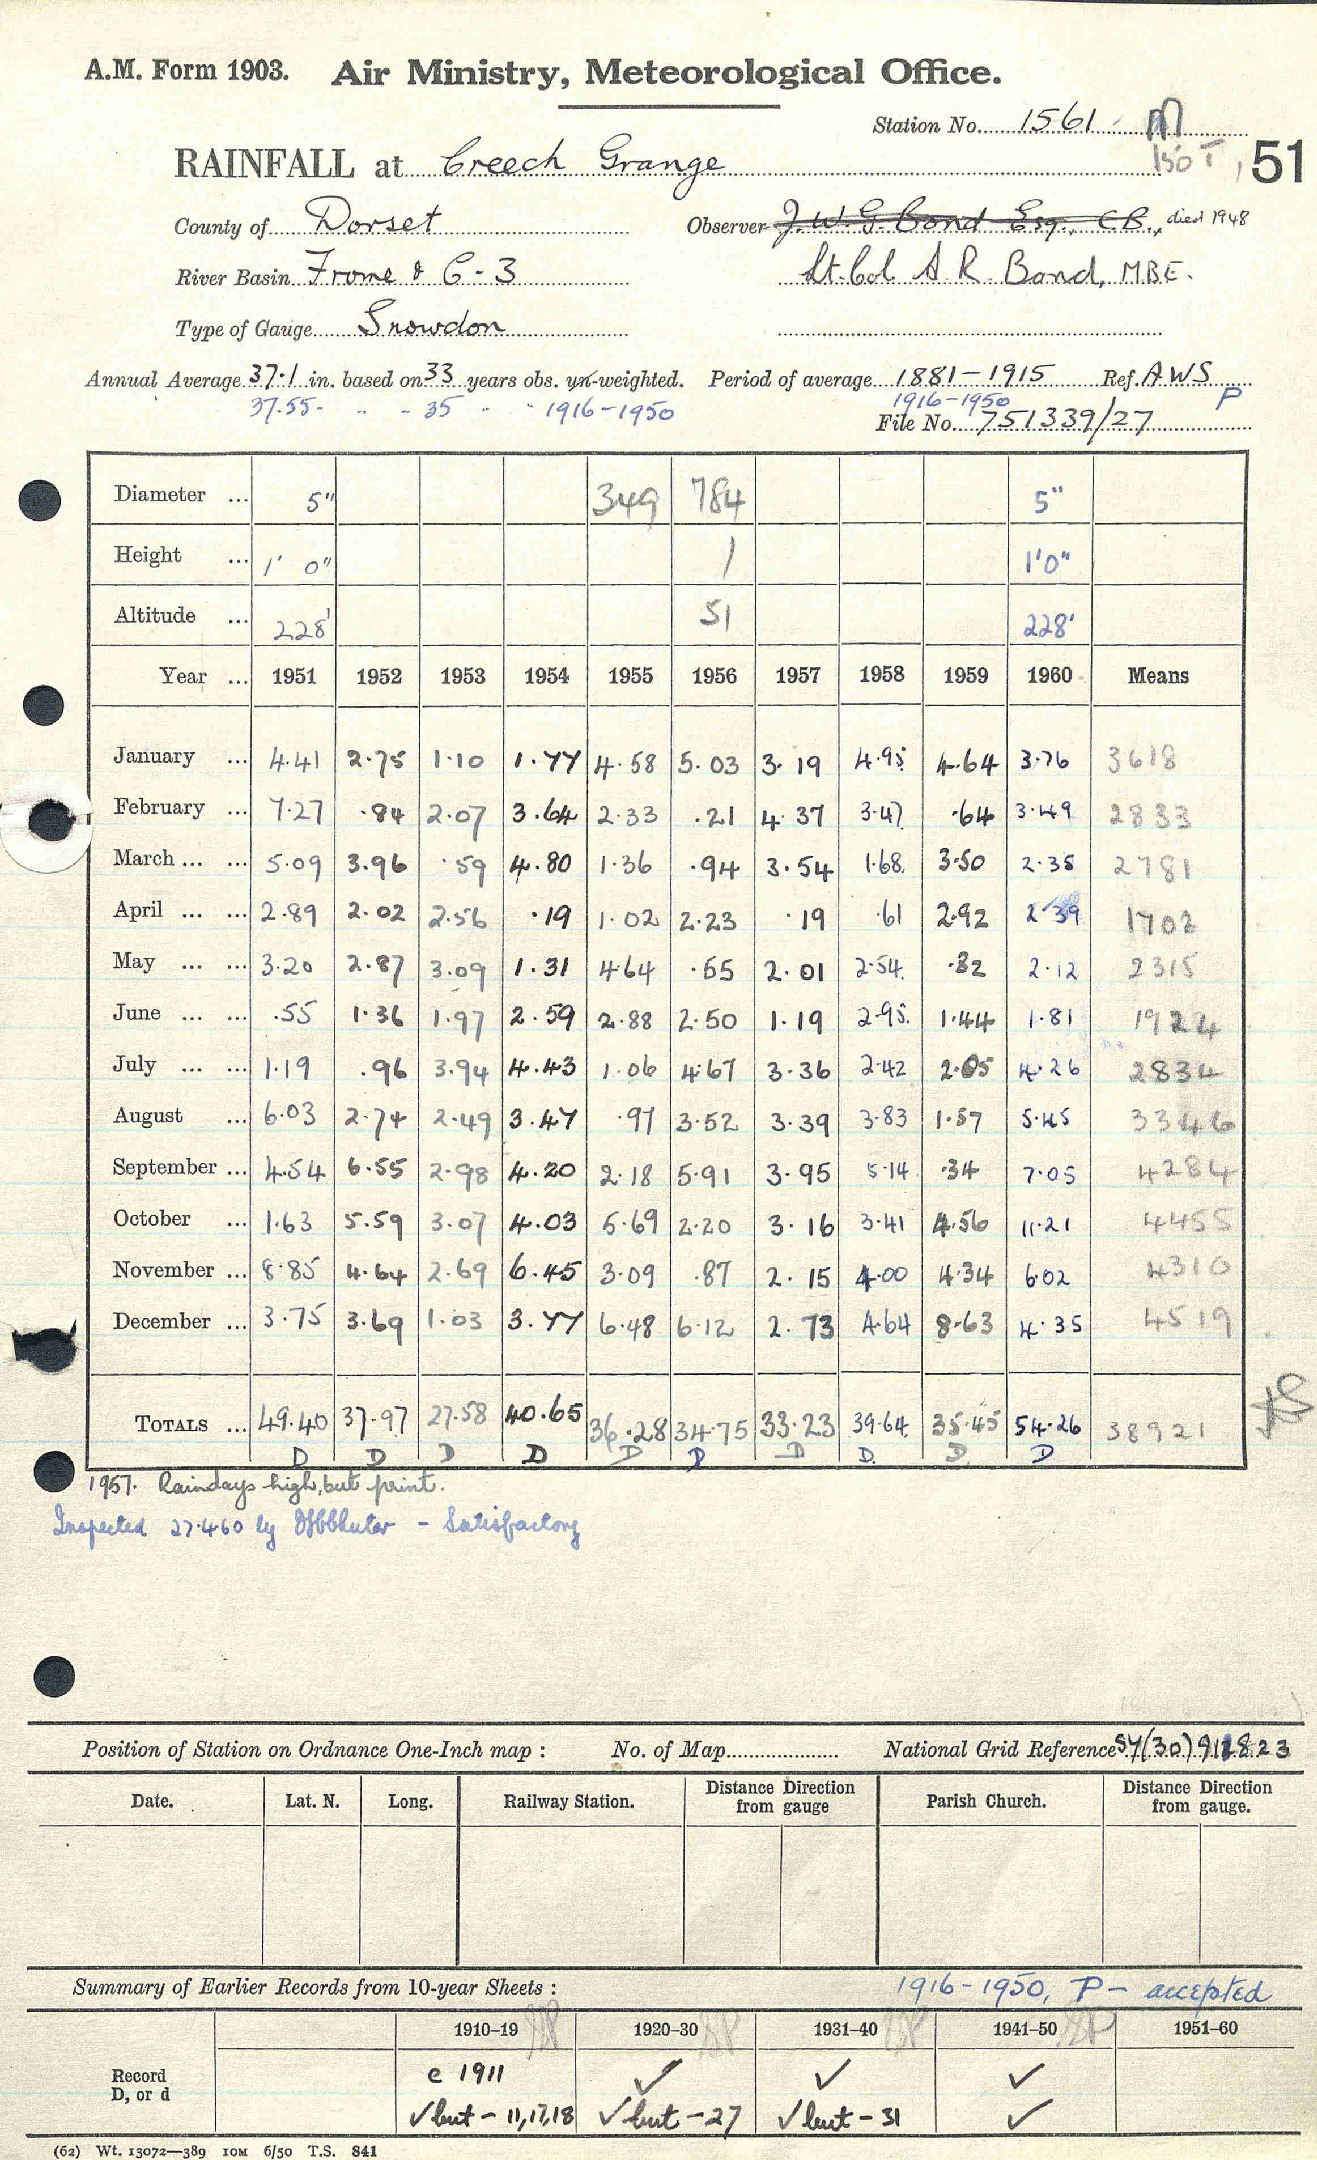 A.M. Form 1903. Air Ministry, Meteorological Office.
Station No. 1561
RAINFALL at Creech Grange 51
County of Dorset Observer J. W. G. Bond Esq., CB., died 1948
River Basin Frome & C-3 Lt. Col A. R. Bond, MBE.
Type of Gauge Snowdon
Annual Average 37.1 in. based on 33 years obs. un-weighted. Period of average 1881-1915 Ref. AWS
37.55 - " - 35 " " 1916-1950 1916-1950 P
File No. 751339/27
Diameter ... 5" 349 784 5"
Height ... 1' 0" 1 1'0"
Altitude ... 228' 51 228'
Year ... 1951 1952 1953 1954 1955 1956 1957 1958 1959 1960 Means
January ... 4.41 2.75 1.10 1.77 4.58 5.03 3.19 4.95 4.64 3.76 3618
February ... 7.27 .84 2.07 3.64 2.33 .21 4.37 3.47 .64 3.49 2833
March ... ... 5.09 3.96 .59 4.80 1.36 .94 3.54 1.68 3.50 2.35 2781
April ... ... 2.89 2.02 2.56 .19 1.02 2.23 .19 .61 2.92 2.39 1702
May ... ... 3.20 2.87 3.09 1.31 4.64 .55 2.01 2.54 .32 2.12 2315
June ... ... .55 1.36 1.97 2.59 2.88 2.50 1.19 2.95 1.44 1.81 1924
July ... ... 1.19 .96 3.94 4.43 1.06 4.67 3.36 2.42 2.05 4.26 2834
August ... 6.03 2.74 2.49 3.47 .97 3.52 3.39 3.83 1.57 5.45 3346
September ... 4.54 6.55 2.98 4.20 2.18 5.91 3.95 5.14 .34 7.05 4284
October ... 1.63 5.59 3.07 4.03 5.69 2.20 3.16 3.41 4.56 11.21 4455
November ... 8.85 4.64 2.69 6.45 3.09 .87 2.15 4.00 4.34 6.02 4310
December ... 3.75 3.69 1.03 3.77 6.48 6.12 2.73 4.64 8.63 4.35 4519
TOTALS ... 49.40 37.97 27.58 40.65 36.28 34.75 33.23 39.64 35.45 54.26 38921
D D D D D D D D D D
1957. Raindays high, but print.
Inspected 27.4.60 by - Satisfactory
Position of Station on Ordnance One-Inch map : No. of Map National Grid Reference SY(30)912823
Date. Lat. N. Long. Railway Station. Distance Direction from gauge Parish Church. Distance Direction from gauge.
Summary of Earlier Records from 10-year Sheets : 1916-1950, P - accepted
1910-19 1920-30 1931-40 1941-50 1951-60
Record D, or d c 1911 ✓ ✓ ✓
✓ but - 11,17,18 ✓ but - 27 ✓ but - 31 ✓
(62) Wt. 13072—389 10M 6/50 T.S. 841